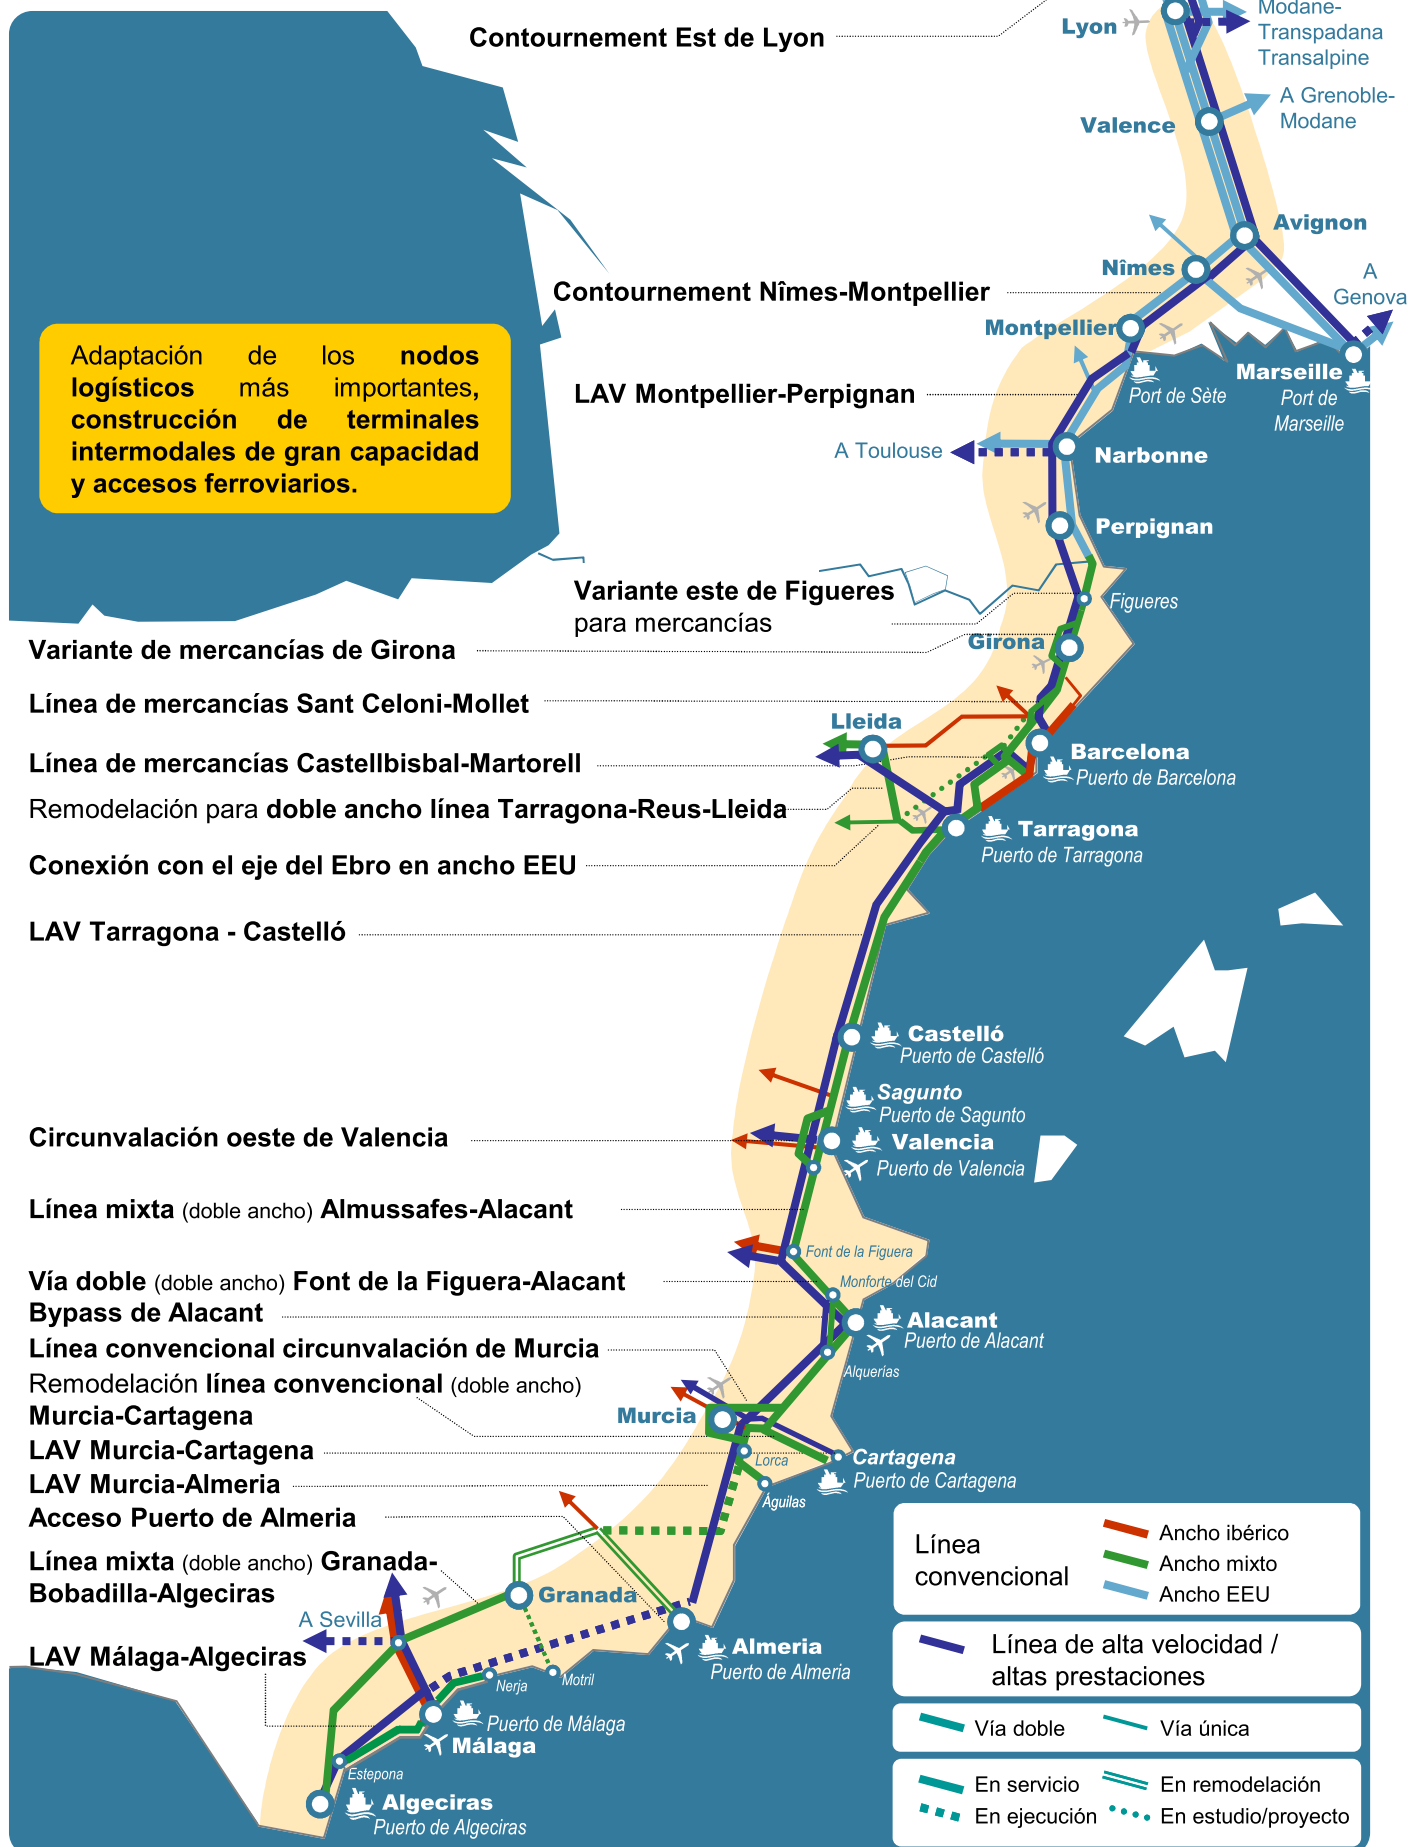 Contournement Est de Lyon
Lyon
Modane-
Transpadana
Transalpine
A Grenoble-
Modane
Valence
Avignon
Nîmes
A
Genova
Contournement Nîmes-Montpellier
Montpellier
Marseille
Port de
Marseille
Port de Sète
LAV Montpellier-Perpignan
A Toulouse
Narbonne
Perpignan
Adaptación de los nodos
logísticos más importantes,
construcción de terminales
intermodales de gran capacidad
y accesos ferroviarios.
Variante este de Figueres
para mercancías
Figueres
Variante de mercancías de Girona
Girona
Línea de mercancías Sant Celoni-Mollet
Lleida
Línea de mercancías Castellbisbal-Martorell
Barcelona
Puerto de Barcelona
Remodelación para doble ancho línea Tarragona-Reus-Lleida
Tarragona
Puerto de Tarragona
Conexión con el eje del Ebro en ancho EEU
LAV Tarragona - Castelló
Castelló
Puerto de Castelló
Sagunto
Puerto de Sagunto
Circunvalación oeste de Valencia
Valencia
Puerto de Valencia
Línea mixta (doble ancho) Almussafes-Alacant
Font de la Figuera
Vía doble (doble ancho) Font de la Figuera-Alacant
Monforte del Cid
Bypass de Alacant
Alacant
Puerto de Alacant
Línea convencional circunvalación de Murcia
Alquerias
Remodelación línea convencional (doble ancho)
Murcia-Cartagena
Murcia
LAV Murcia-Cartagena
Lorca
Cartagena
Puerto de Cartagena
LAV Murcia-Almeria
Águilas
Acceso Puerto de Almeria
Línea mixta (doble ancho) Granada-
Bobadilla-Algeciras
Granada
A Sevilla
LAV Málaga-Algeciras
Almeria
Puerto de Almeria
Motril
Nerja
Puerto de Málaga
Málaga
Estepona
Algeciras
Puerto de Algeciras
Línea
convencional
Ancho ibérico
Ancho mixto
Ancho EEU
Línea de alta velocidad /
altas prestaciones
Vía doble
Vía única
En servicio
En remodelación
En ejecución
En estudio/proyecto